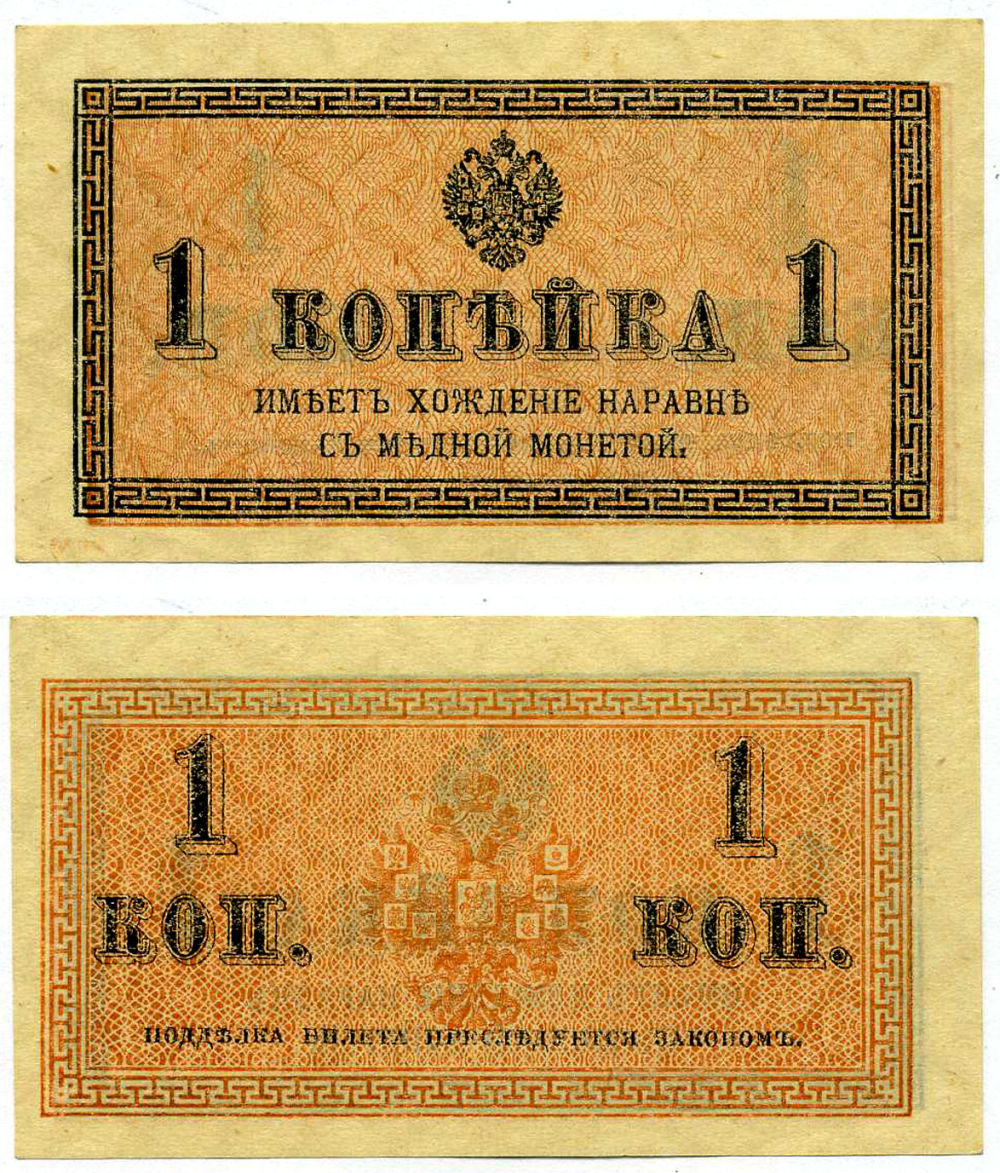 1 КОПѢЙКА 1
ИМѢЕТЪ ХОЖДЕНІЕ НАРАВНѢ
СЪ МѢДНОЙ МОНЕТОЙ.
1 1
КОП. КОП.
ПОДДѢЛКА БИЛЕТА ПРЕСЛѢДУЕТСЯ ЗАКОНОМЪ.